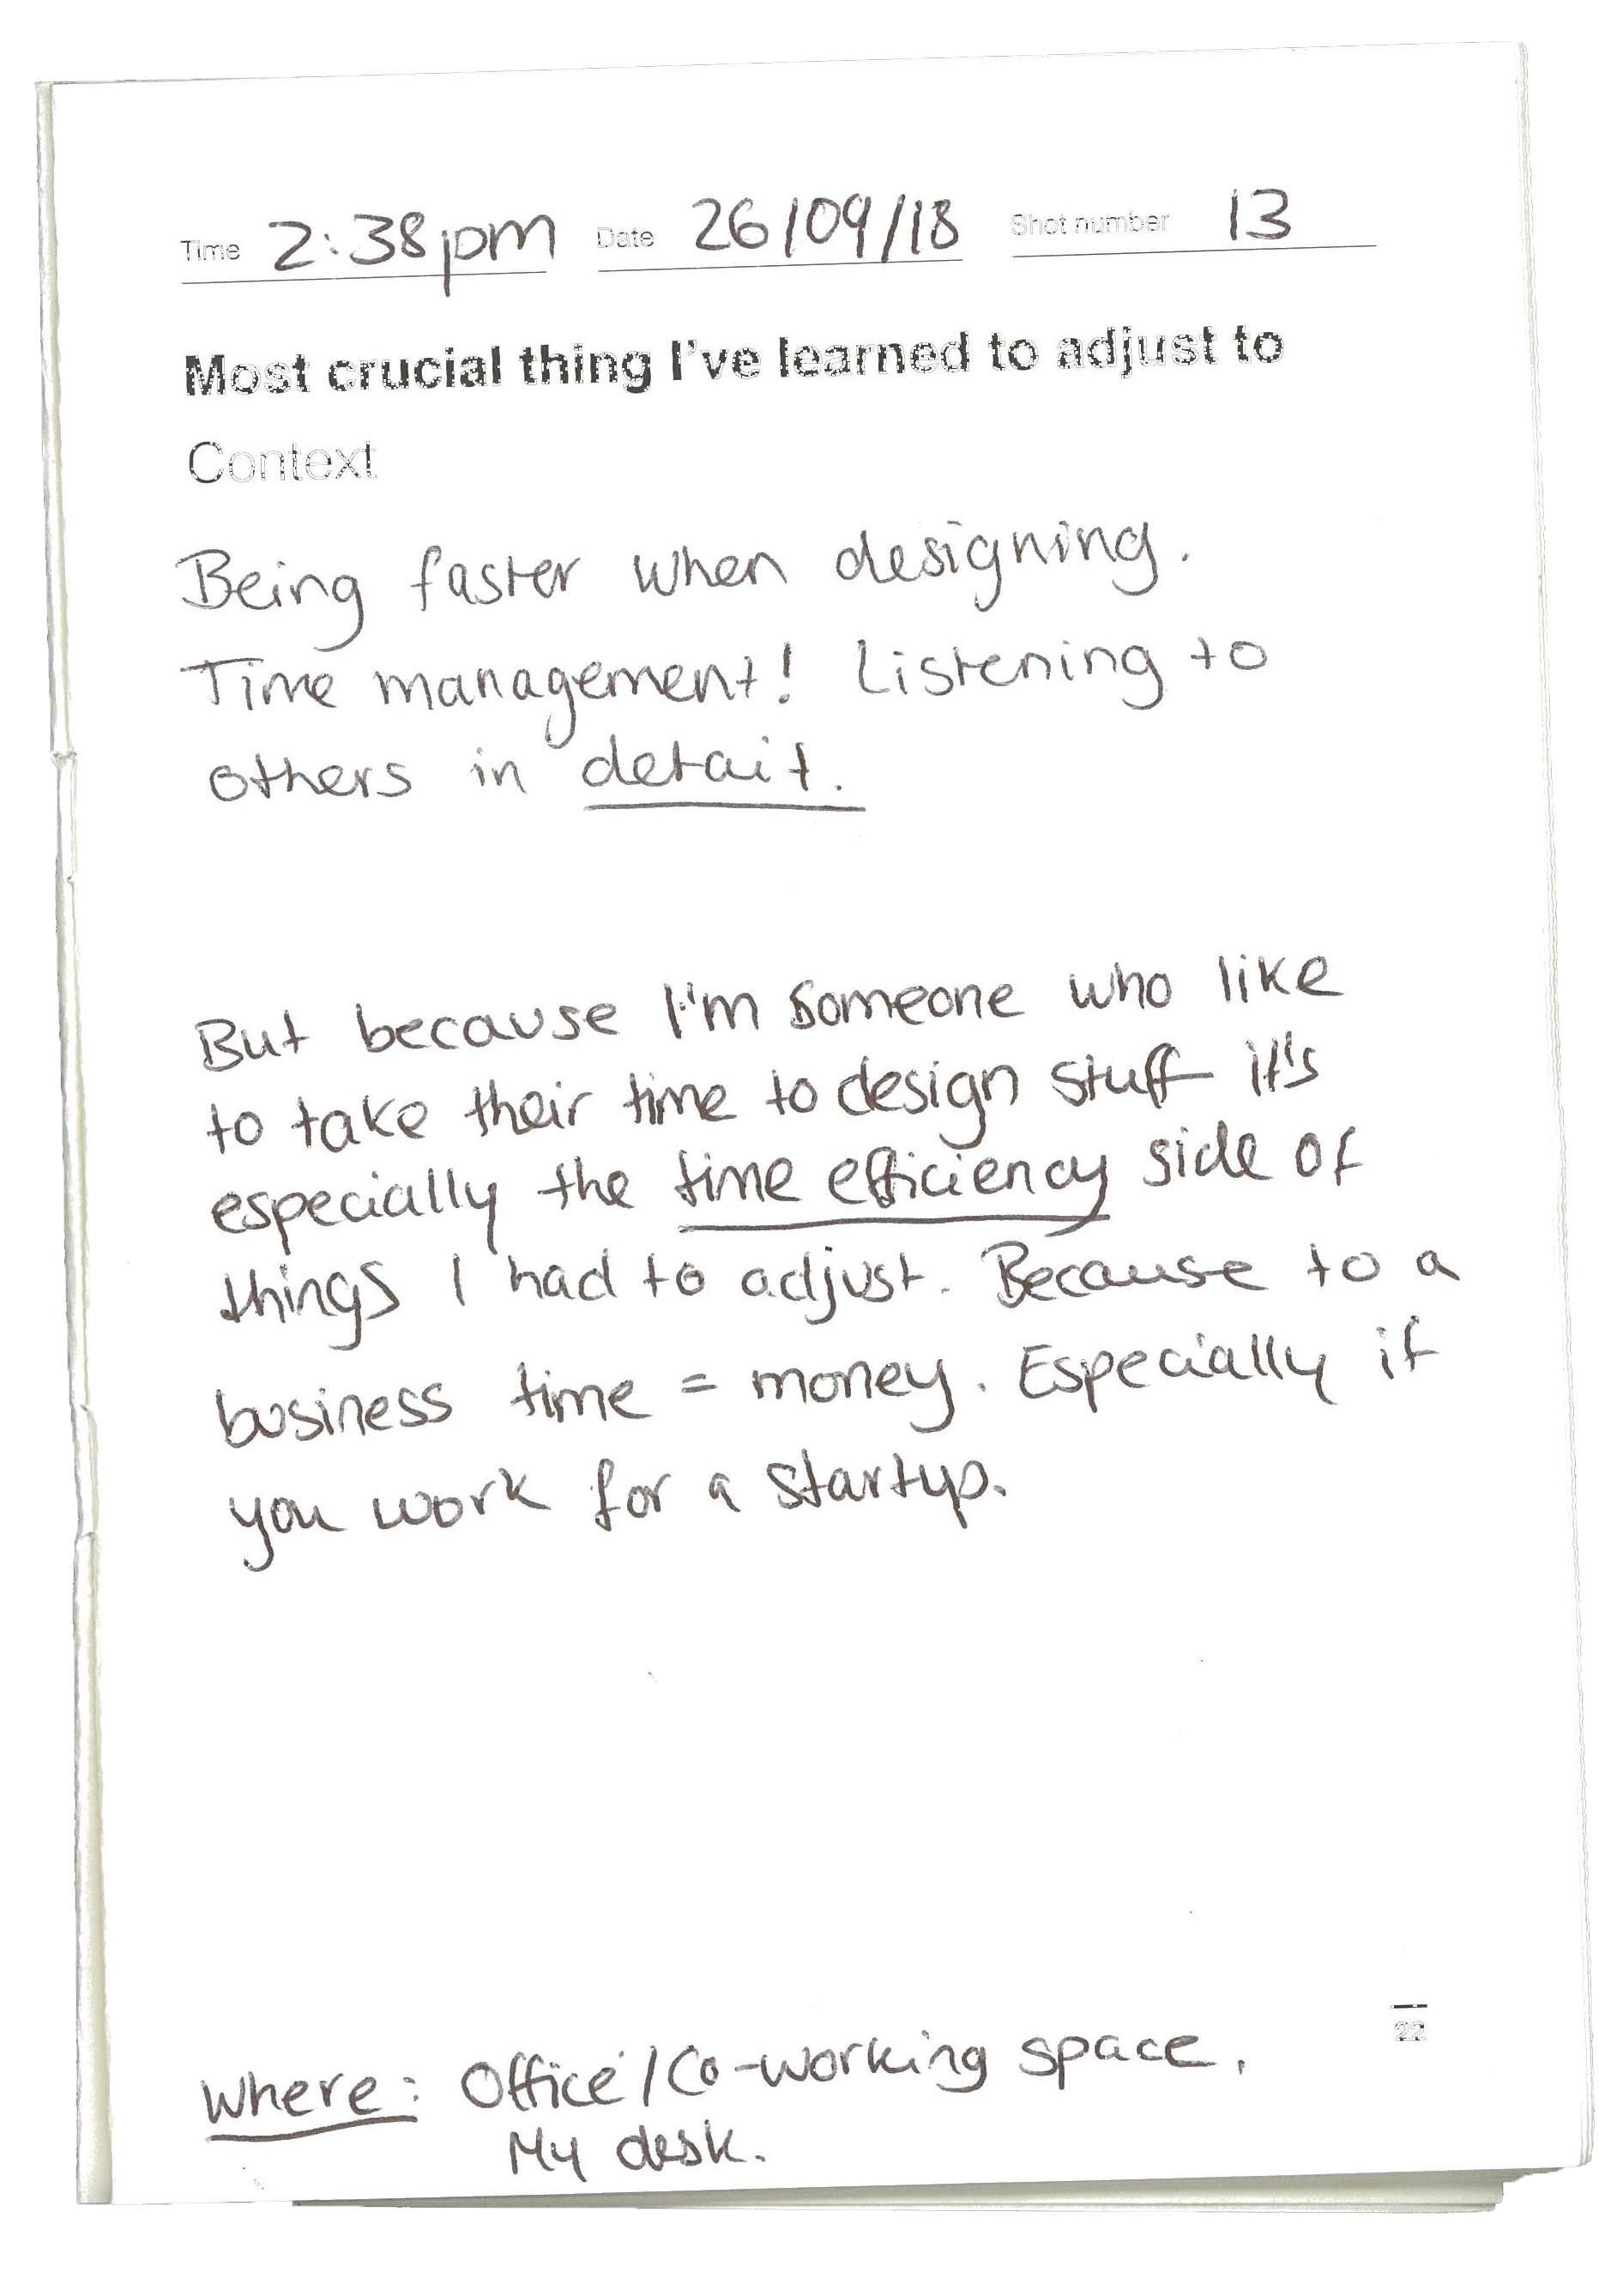 Time 2:38pm Date 26/09/18 Shot number 13
Most crucial thing I've learned to adjust to
Context
Being faster when designing.
Time management! Listening to
others in detail.
But because I'm someone who like
to take their time to design stuff it's
especially the time efficiency side of
things I had to adjust. Because to a
business time = money. Especially if
you work for a startup.
22
Where: Office/Co-working space,
My desk.